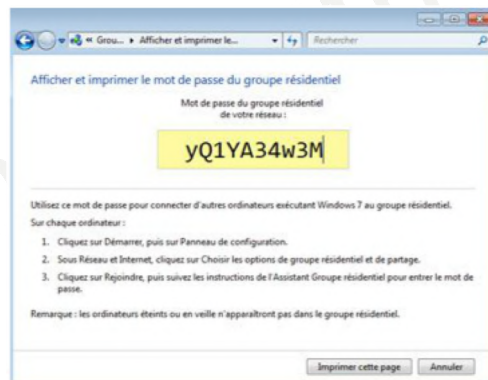 Grou... ▸ Afficher et imprimer le...
Rechercher
Afficher et imprimer le mot de passe du groupe résidentiel
Mot de passe du groupe résidentiel
de votre réseau :
yQ1YA34w3M
Utilisez ce mot de passe pour connecter d'autres ordinateurs exécutant Windows 7 au groupe résidentiel.
Sur chaque ordinateur :
1. Cliquez sur Démarrer, puis sur Panneau de configuration.
2. Sous Réseau et Internet, cliquez sur Choisir les options de groupe résidentiel et de partage.
3. Cliquez sur Rejoindre, puis suivez les instructions de l'Assistant Groupe résidentiel pour entrer le mot de
passe.
Remarque : les ordinateurs éteints ou en veille n'apparaîtront pas dans le groupe résidentiel.
Imprimer cette page
Annuler